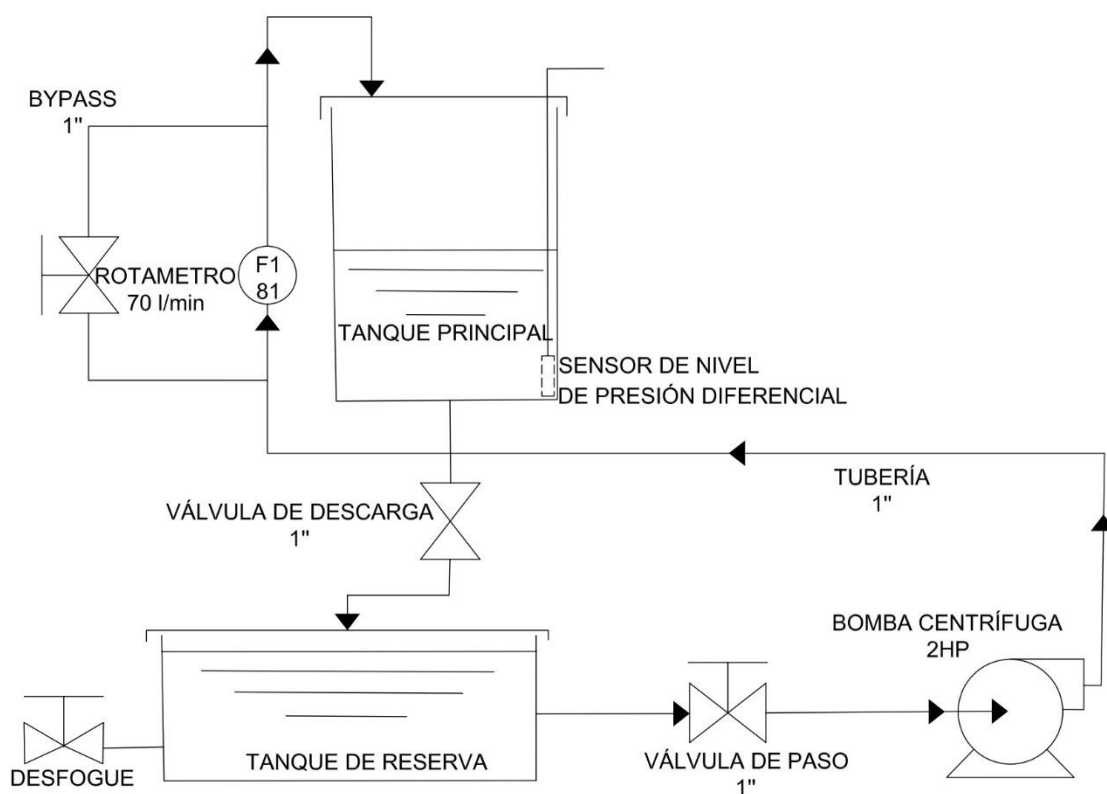 BYPASS
1"
ROTAMETRO
70 l/min
F1
81
TANQUE PRINCIPAL
SENSOR DE NIVEL
DE PRESIÓN DIFERENCIAL
TUBERÍA
1"
VÁLVULA DE DESCARGA
1"
BOMBA CENTRÍFUGA
2HP
DESFOGUE
TANQUE DE RESERVA
VÁLVULA DE PASO
1"